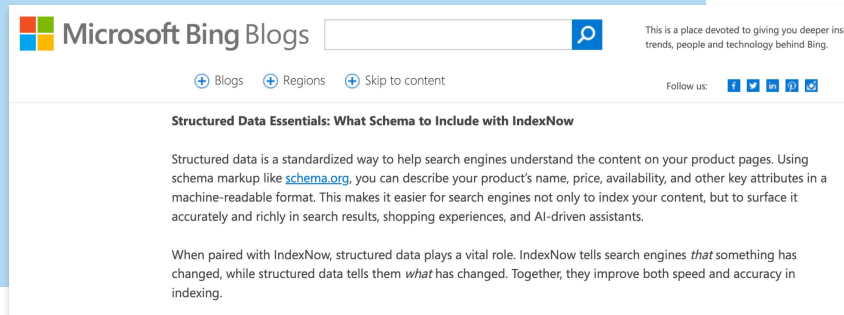 Microsoft Bing Blogs
This is a place devoted to giving you deeper
trends, people and technology behind Bing.
Blogs Regions Skip to content
Follow us:
Structured Data Essentials: What Schema to Include with IndexNow
Structured data is a standardized way to help search engines understand the content on your product pages. Using
schema markup like schema.org, you can describe your product's name, price, availability, and other key attributes in a
machine-readable format. This makes it easier for search engines not only to index your content, but to surface it
accurately and richly in search results, shopping experiences, and AI-driven assistants.
When paired with IndexNow, structured data plays a vital role. IndexNow tells search engines that something has
changed, while structured data tells them what has changed. Together, they improve both speed and accuracy in
indexing.